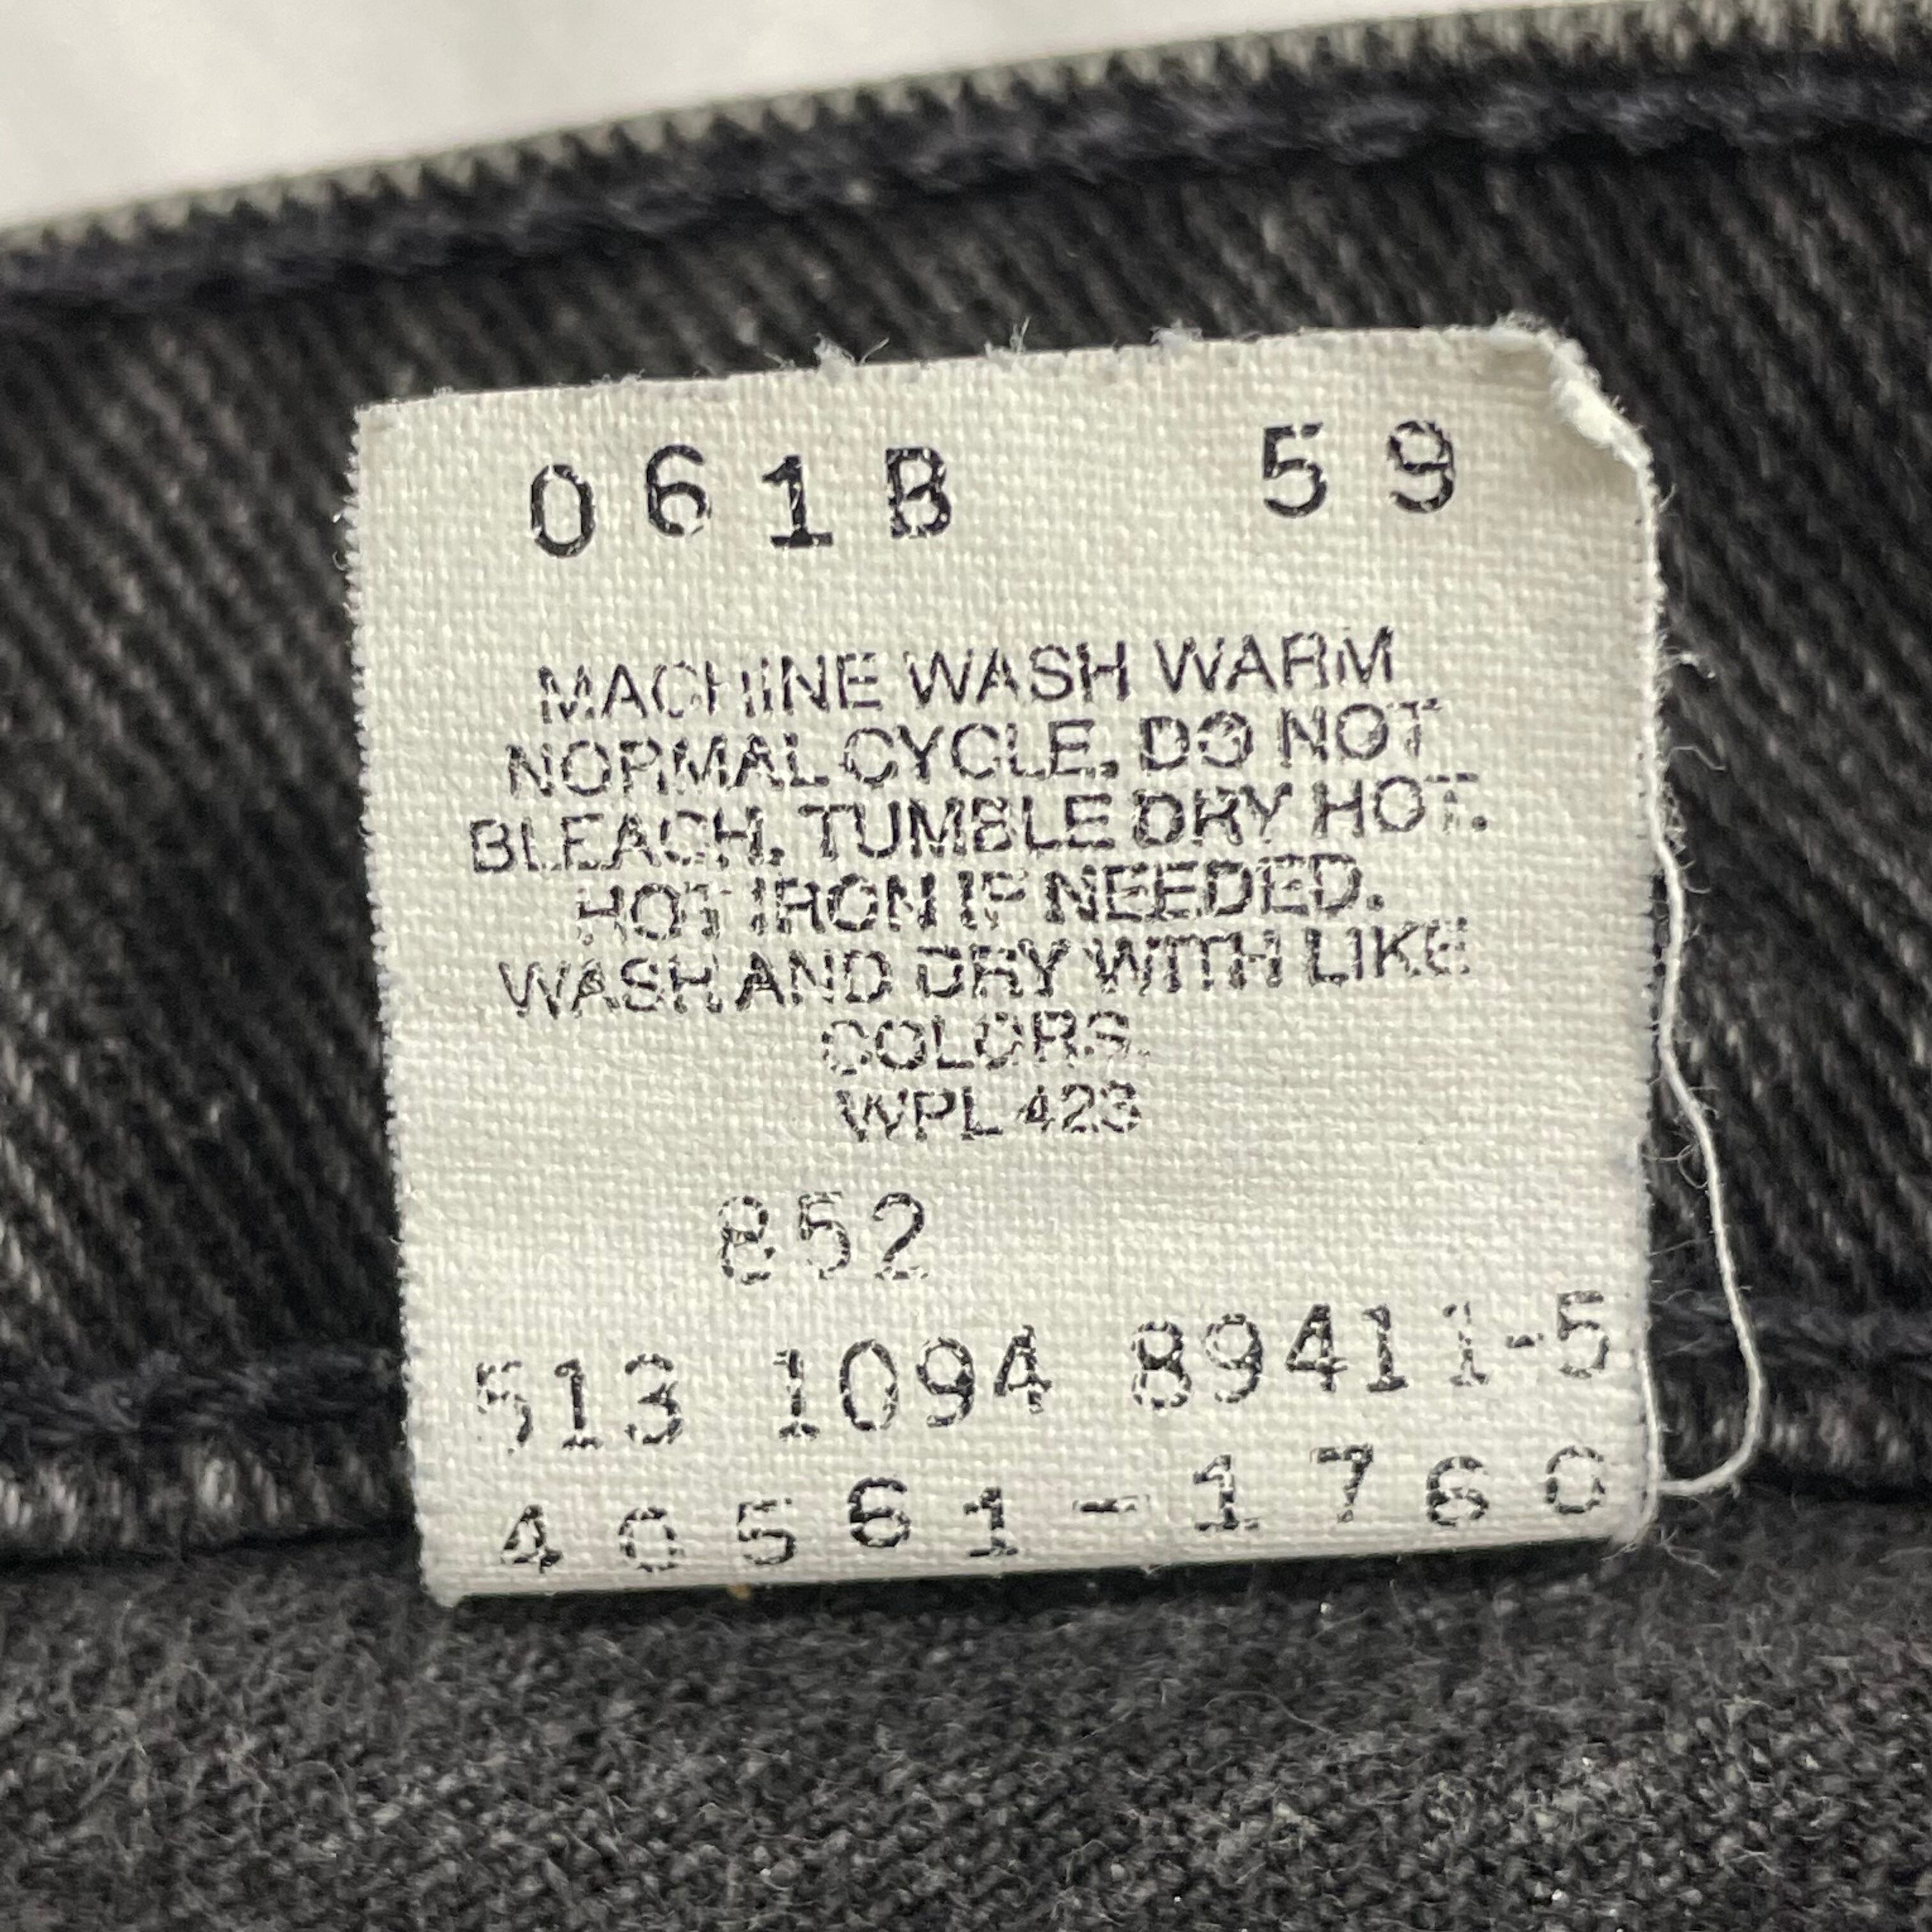 061B 59
MACHINE WASH WARM
NORMAL CYCLE. DO NOT
BLEACH. TUMBLE DRY HOT.
HOT IRON IF NEEDED.
WASH AND DRY WITH LIKE
COLORS.
WPL 423
852
513 1094 89411-5
40561-1760